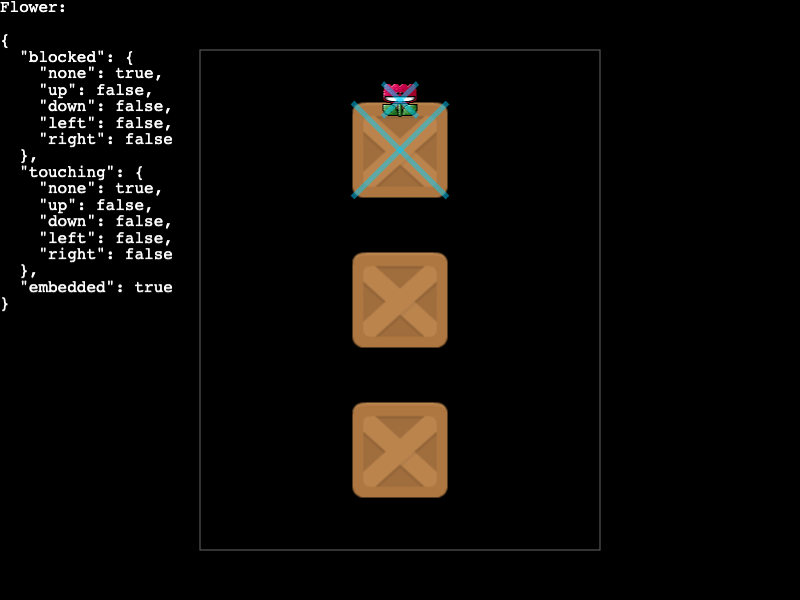 Flower:
{
  "blocked": {
    "none": true,
    "up": false,
    "down": false,
    "left": false,
    "right": false
  },
  "touching": {
    "none": true,
    "up": false,
    "down": false,
    "left": false,
    "right": false
  },
  "embedded": true
}